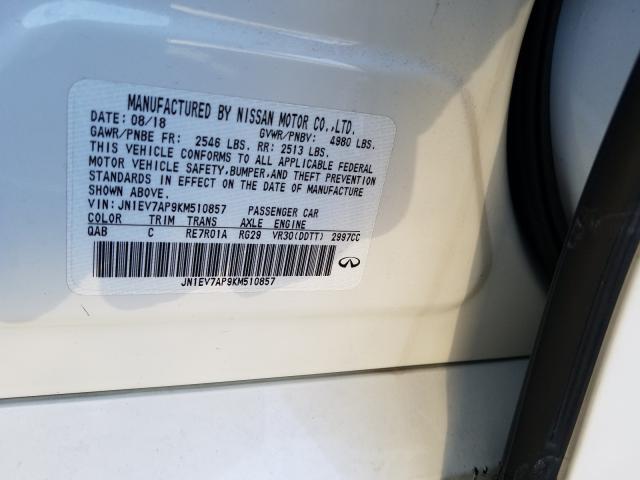 MANUFACTURED BY NISSAN MOTOR CO.,LTD.
DATE: 08/18 GVWR/PNBV: 4980 LBS.
GAWR/PNBE FR: 2546 LBS. RR: 2513 LBS.
THIS VEHICLE CONFORMS TO ALL APPLICABLE FEDERAL
MOTOR VEHICLE SAFETY,BUMPER,AND THEFT PREVENTION
STANDARDS IN EFFECT ON THE DATE OF MANUFACTURE
SHOWN ABOVE.
VIN: JN1EV7AP9KM510857 PASSENGER CAR
COLOR TRIM TRANS AXLE ENGINE
QAB C RE7R01A RG29 VR30(DDTT) 2997CC
JN1EV7AP9KM510857